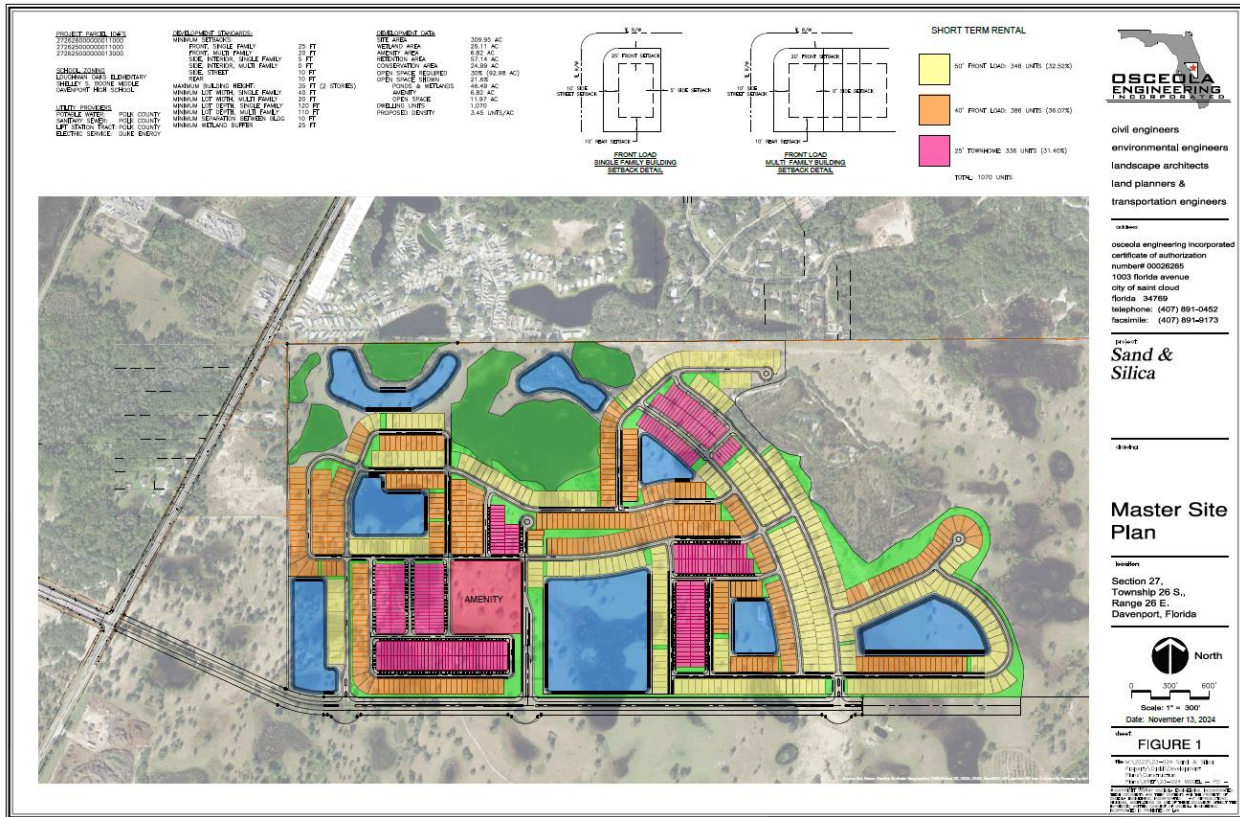 PROJECT PARCEL ID#'S
272626000000011000
272625000000011000
272625000000013000
SCHOOL ZONING
LOUGHMAN OAKS ELEMENTARY
SHELLEY S. BOONE MIDDLE
DAVENPORT HIGH SCHOOL
UTILITY PROVIDERS
POTABLE WATER: POLK COUNTY
SANITARY SEWER: POLK COUNTY
LIFT STATION TRACT: POLK COUNTY
ELECTRIC SERVICE: DUKE ENERGY
DEVELOPMENT STANDARDS:
MINIMUM SETBACKS:
FRONT, SINGLE FAMILY 25 FT
FRONT, MULTI FAMILY 20 FT
SIDE, INTERIOR, SINGLE FAMILY 5 FT
SIDE, INTERIOR, MULTI FAMILY 0 FT
SIDE, STREET 10 FT
REAR 10 FT
MAXIMUM BUILDING HEIGHT: 35 FT (2 STORIES)
MINIMUM LOT WIDTH, SINGLE FAMILY 40 FT
MINIMUM LOT WIDTH, MULTI FAMILY 20 FT
MINIMUM LOT DEPTH, SINGLE FAMILY 120 FT
MINIMUM LOT DEPTH, MULTI FAMILY 110 FT
MINIMUM SEPARATION BETWEEN BLDG 10 FT
MINIMUM WETLAND BUFFER 25 FT
DEVELOPMENT DATA
SITE AREA 309.95 AC
WETLAND AREA 26.11 AC
AMENITY AREA 6.82 AC
RETENTION AREA 57.14 AC
CONSERVATION AREA 24.99 AC
OPEN SPACE REQUIRED 30% (92.98 AC)
OPEN SPACE SHOWN 21.6%
PONDS & WETLANDS 48.49 AC
AMENITY 6.82 AC
OPEN SPACE 11.97 AC
DWELLING UNITS 1,070
PROPOSED DENSITY 3.45 UNITS/AC
R/W
25' FRONT SETBACK
10' SIDE
STREET SETBACK
5' SIDE SETBACK
10' REAR SETBACK
FRONT LOAD
SINGLE FAMILY BUILDING
SETBACK DETAIL
R/W
20' FRONT SETBACK
10' SIDE
STREET SETBACK
0' SIDE SETBACK
10' REAR SETBACK
FRONT LOAD
MULTI FAMILY BUILDING
SETBACK DETAIL
SHORT TERM RENTAL
50' FRONT LOAD: 348 UNITS (32.52%)
40' FRONT LOAD: 386 UNITS (36.07%)
25' TOWNHOME: 336 UNITS (31.40%)
TOTAL: 1070 UNITS
AMENITY
OSCEOLA
ENGINEERING
INCORPORATED
civil engineers
environmental engineers
landscape architects
land planners &
transportation engineers
address:
osceola engineering incorporated
certificate of authorization
number# 00026265
1003 florida avenue
city of saint cloud
florida 34769
telephone: (407) 891-0452
facsimile: (407) 891-9173
project:
Sand &
Silica
drawing:
Master Site
Plan
location:
Section 27,
Township 26 S.,
Range 26 E.
Davenport, Florida
North
0 300' 600'
Scale: 1" = 300'
Date: November 13, 2024
sheet:
FIGURE 1